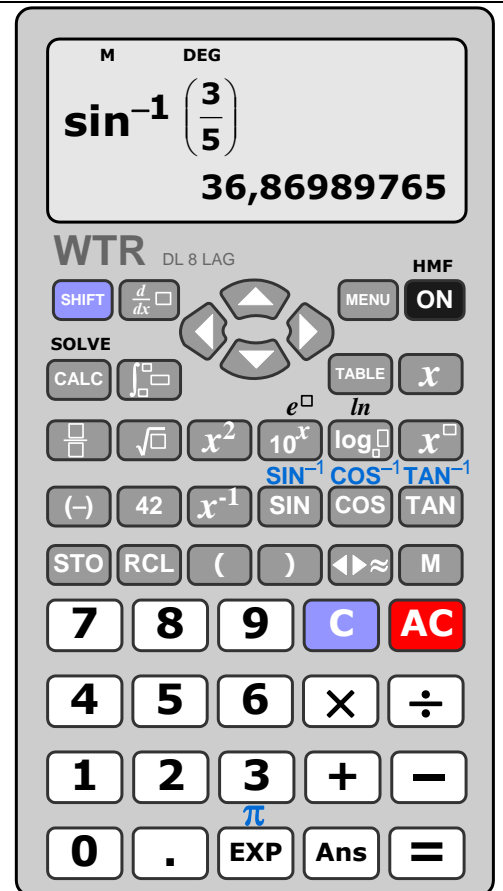 M DEG
sin⁻¹ (3/5)
36,86989765
WTR DL 8 LAG
HMF
SHIFT d/dx □ MENU ON
SOLVE
CALC ∫□ TABLE x
e□ ln
□/□ √□ x² 10ˣ log□ x□
SIN⁻¹ COS⁻¹ TAN⁻¹
(–) 42 x⁻¹ SIN COS TAN
STO RCL ( ) ◀▶≈ M
7 8 9 C AC
4 5 6 × ÷
1 2 3 + −
π
0 . EXP Ans =